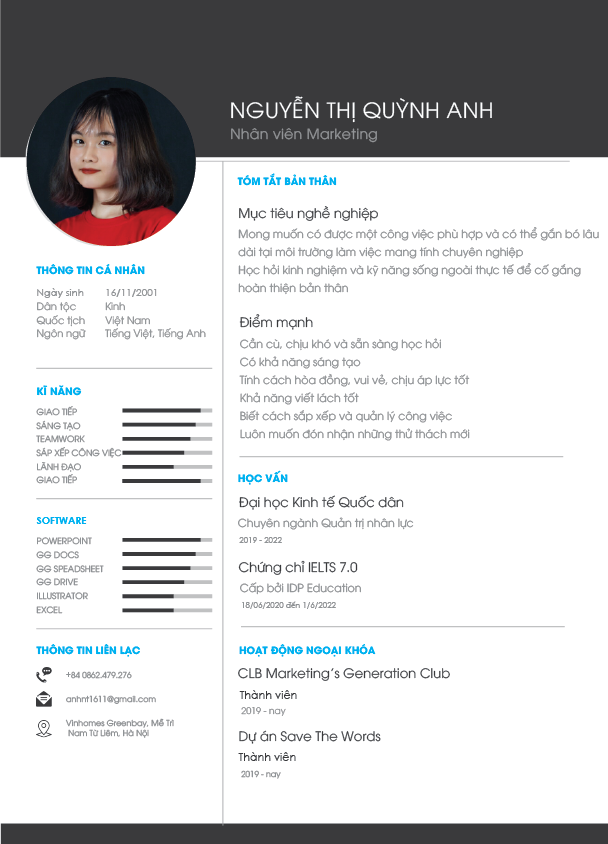 NGUYỄN THỊ QUỲNH ANH
Nhân viên Marketing
THÔNG TIN CÁ NHÂN
Ngày sinh 16/11/2001
Dân tộc Kinh
Quốc tịch Việt Nam
Ngôn ngữ Tiếng Việt, Tiếng Anh
KĨ NĂNG
GIAO TIẾP
SÁNG TẠO
TEAMWORK
SẮP XẾP CÔNG VIỆC
LÃNH ĐẠO
GIAO TIẾP
SOFTWARE
POWERPOINT
GG DOCS
GG SPEADSHEET
GG DRIVE
ILLUSTRATOR
EXCEL
THÔNG TIN LIÊN LẠC
+84 0862.479.276
anhnt1611@gmail.com
Vinhomes Greenbay, Mễ Trì
Nam Từ Liêm, Hà Nội
TÓM TẮT BẢN THÂN
Mục tiêu nghề nghiệp
Mong muốn có được một công việc phù hợp và có thể gắn bó lâu
dài tại môi trường làm việc mang tính chuyên nghiệp
Học hỏi kinh nghiệm và kỹ năng sống ngoài thực tế để cố gắng
hoàn thiện bản thân
Điểm mạnh
Cần cù, chịu khó và sẵn sàng học hỏi
Có khả năng sáng tạo
Tính cách hòa đồng, vui vẻ, chịu áp lực tốt
Khả năng viết lách tốt
Biết cách sắp xếp và quản lý công việc
Luôn muốn đón nhận những thử thách mới
HỌC VẤN
Đại học Kinh tế Quốc dân
Chuyên ngành Quản trị nhân lực
2019 - 2022
Chứng chỉ IELTS 7.0
Cấp bởi IDP Education
18/06/2020 đến 1/6/2022
HOẠT ĐỘNG NGOẠI KHÓA
CLB Marketing's Generation Club
Thành viên
2019 - nay
Dự án Save The Words
Thành viên
2019 - nay